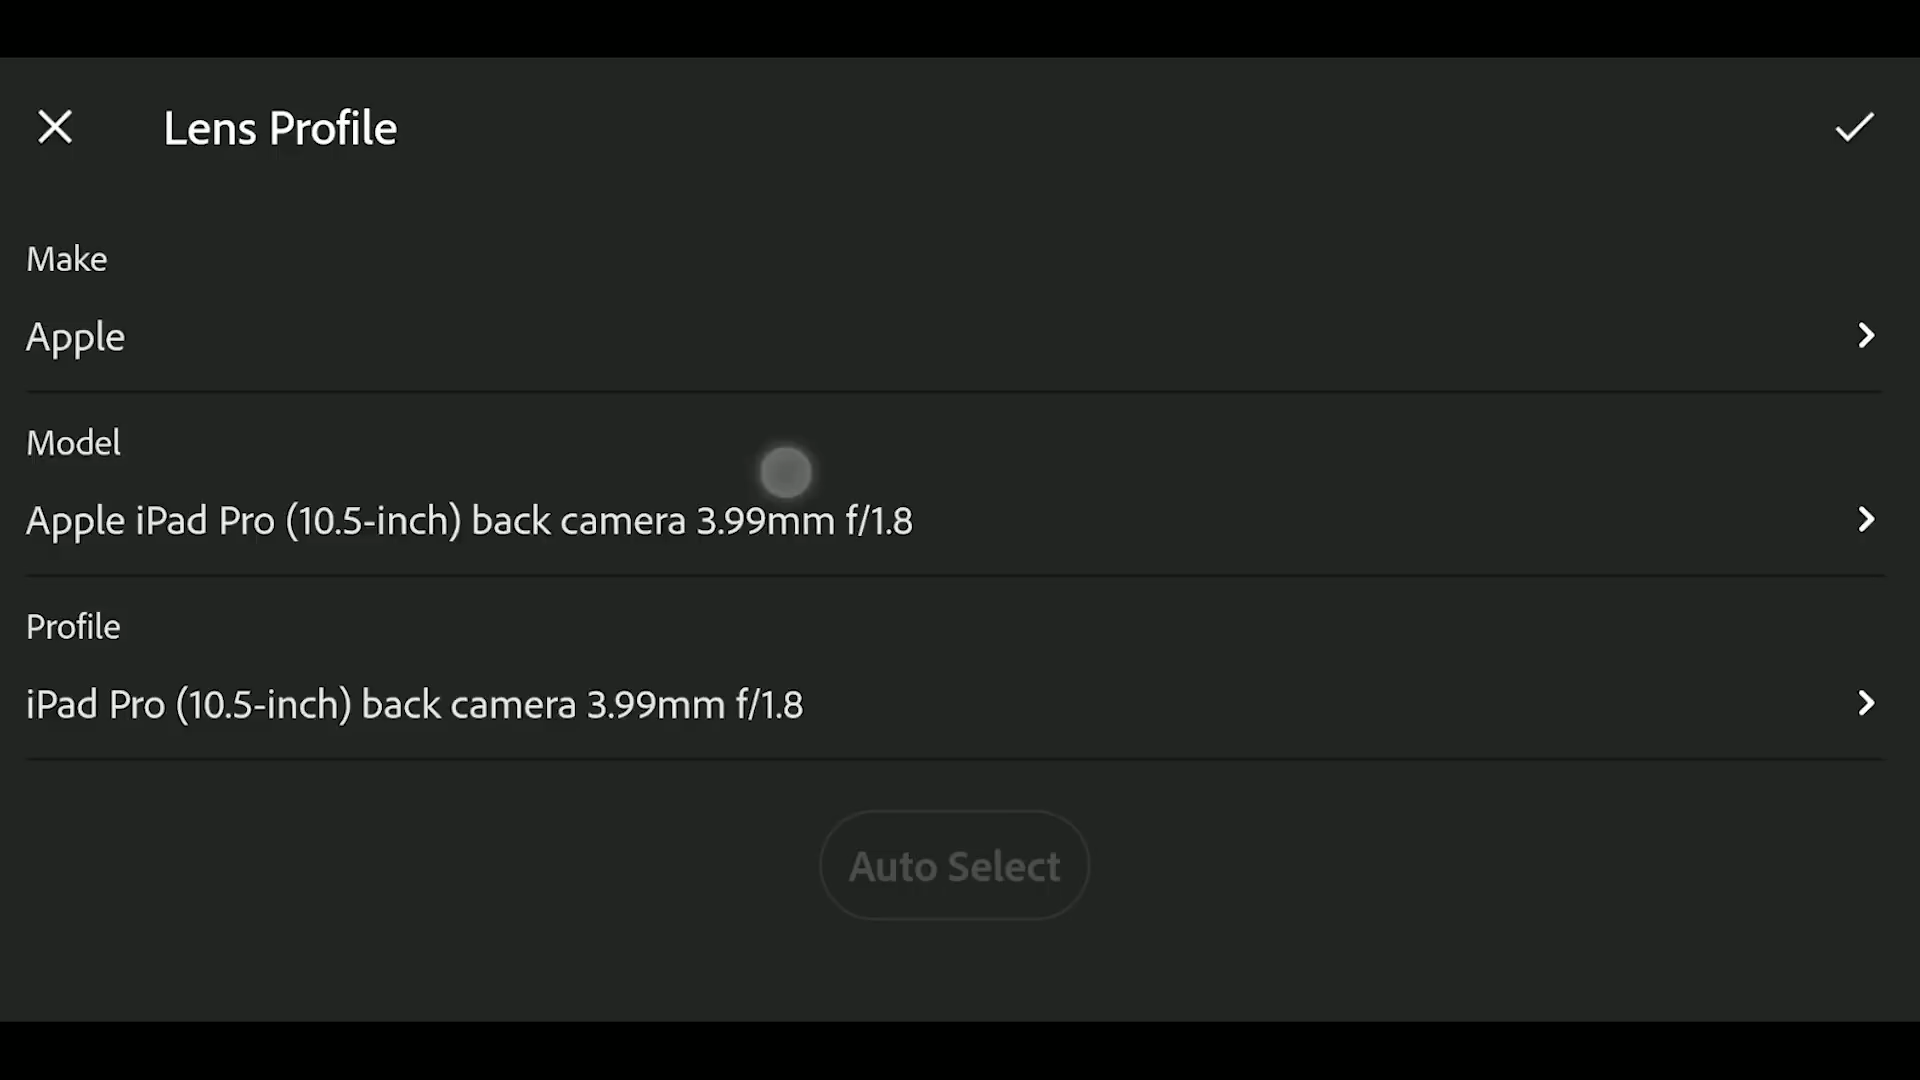 Lens Profile
Make
Apple
Model
Apple iPad Pro (10.5-inch) back camera 3.99mm f/1.8
Profile
iPad Pro (10.5-inch) back camera 3.99mm f/1.8
Auto Select